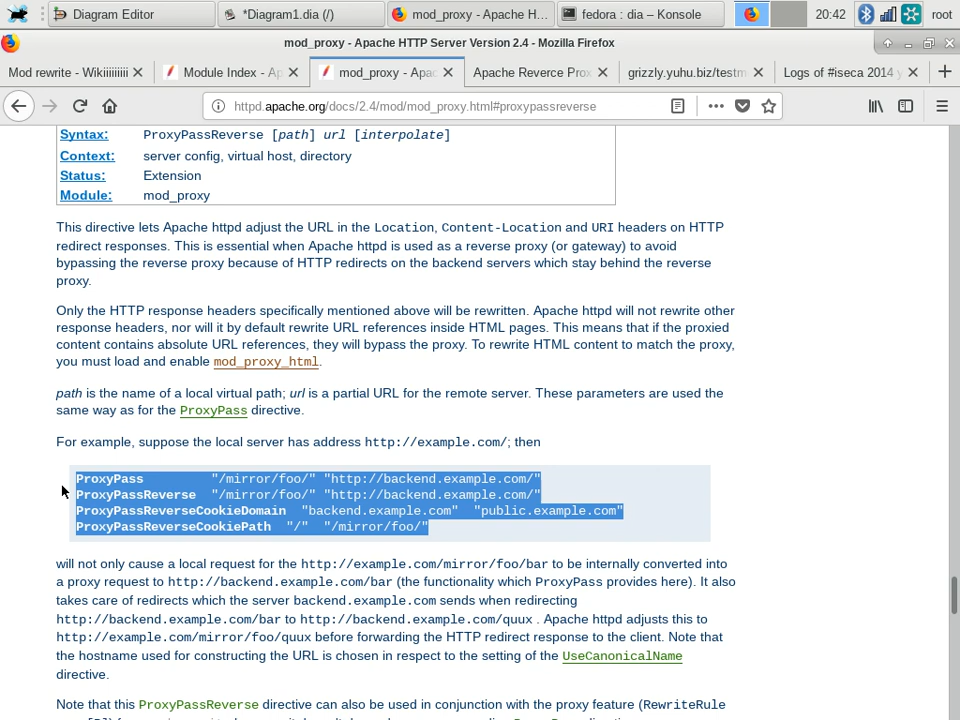 Diagram Editor
*Diagram1.dia (/)
mod_proxy - Apache H...
fedora : dia – Konsole
20:42
root
mod_proxy - Apache HTTP Server Version 2.4 - Mozilla Firefox
Mod rewrite - Wikiiiiiiiii
Module Index - Ap
mod_proxy - Apac
Apache Reverce Prox
grizzly.yuhu.biz/testm
Logs of #iseca 2014 y
httpd.apache.org/docs/2.4/mod/mod_proxy.html#proxypassreverse
Syntax: ProxyPassReverse [path] url [interpolate]
Context: server config, virtual host, directory
Status: Extension
Module: mod_proxy
This directive lets Apache httpd adjust the URL in the Location, Content-Location and URI headers on HTTP
redirect responses. This is essential when Apache httpd is used as a reverse proxy (or gateway) to avoid
bypassing the reverse proxy because of HTTP redirects on the backend servers which stay behind the reverse
proxy.
Only the HTTP response headers specifically mentioned above will be rewritten. Apache httpd will not rewrite other
response headers, nor will it by default rewrite URL references inside HTML pages. This means that if the proxied
content contains absolute URL references, they will bypass the proxy. To rewrite HTML content to match the proxy,
you must load and enable mod_proxy_html.
path is the name of a local virtual path; url is a partial URL for the remote server. These parameters are used the
same way as for the ProxyPass directive.
For example, suppose the local server has address http://example.com/; then
ProxyPass "/mirror/foo/" "http://backend.example.com/"
ProxyPassReverse "/mirror/foo/" "http://backend.example.com/"
ProxyPassReverseCookieDomain "backend.example.com" "public.example.com"
ProxyPassReverseCookiePath "/" "/mirror/foo/"
will not only cause a local request for the http://example.com/mirror/foo/bar to be internally converted into
a proxy request to http://backend.example.com/bar (the functionality which ProxyPass provides here). It also
takes care of redirects which the server backend.example.com sends when redirecting
http://backend.example.com/bar to http://backend.example.com/quux . Apache httpd adjusts this to
http://example.com/mirror/foo/quux before forwarding the HTTP redirect response to the client. Note that
the hostname used for constructing the URL is chosen in respect to the setting of the UseCanonicalName
directive.
Note that this ProxyPassReverse directive can also be used in conjunction with the proxy feature (RewriteRule